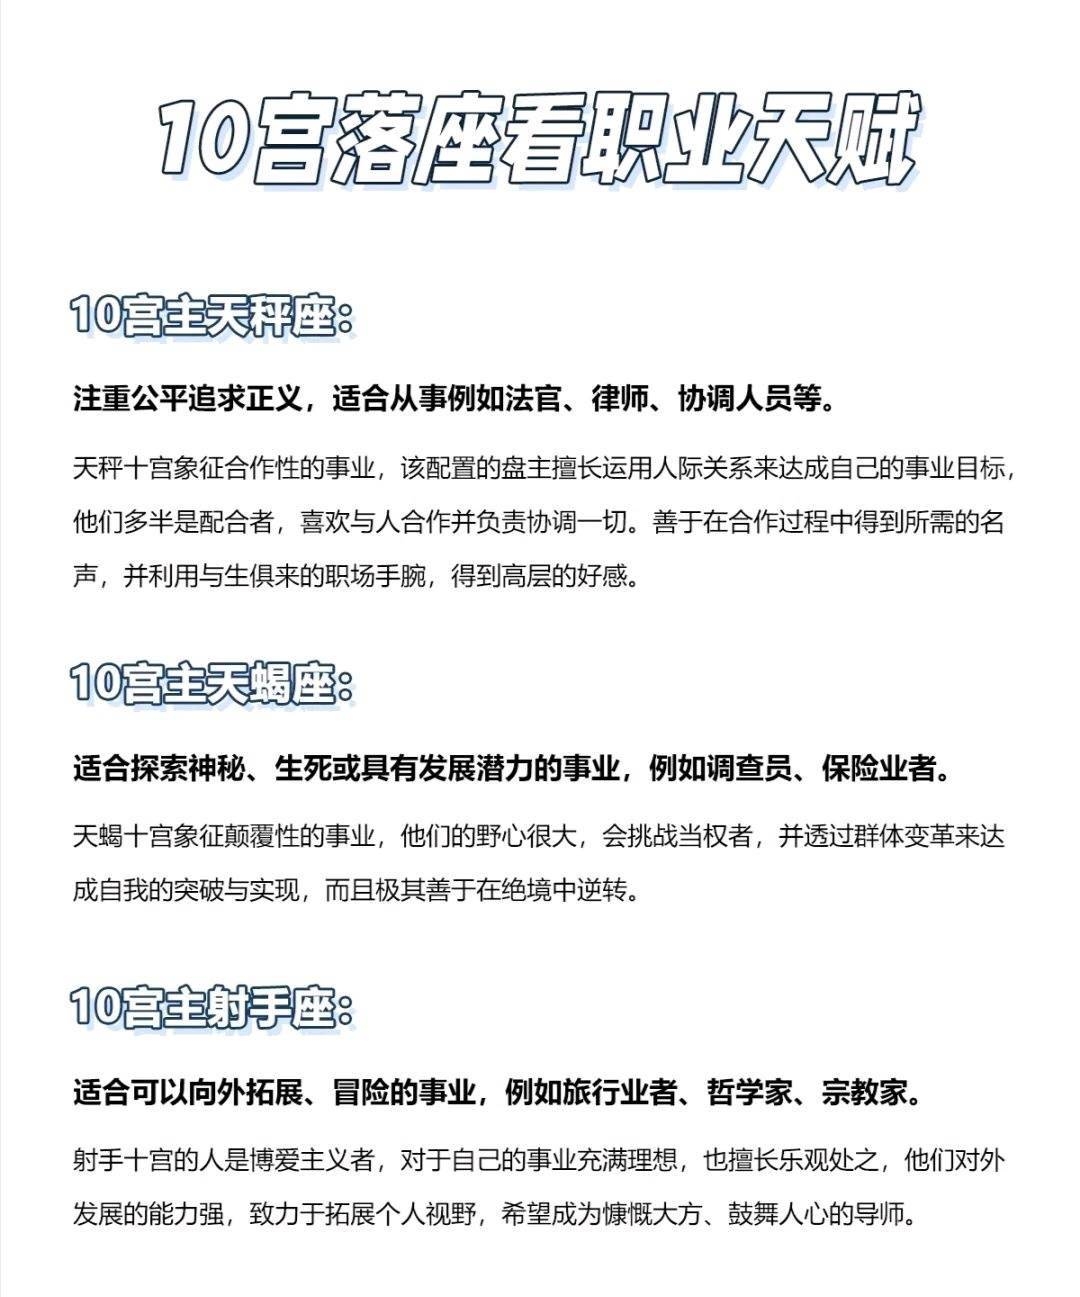 10宫落座看职业天赋
10宫主天秤座：
注重公平追求正义，适合从事例如法官、律师、协调人员等。
天秤十宫象征合作性的事业，该配置的盘主擅长运用人际关系来达成自己的事业目标，
他们多半是配合者，喜欢与人合作并负责协调一切。善于在合作过程中得到所需的名
声，并利用与生俱来的职场手腕，得到高层的好感。
10宫主天蝎座：
适合探索神秘、生死或具有发展潜力的事业，例如调查员、保险业者。
天蝎十宫象征颠覆性的事业，他们的野心很大，会挑战当权者，并透过群体变革来达
成自我的突破与实现，而且极其善于在绝境中逆转。
10宫主射手座：
适合可以向外拓展、冒险的事业，例如旅行业者、哲学家、宗教家。
射手十宫的人是博爱主义者，对于自己的事业充满理想，也擅长乐观处之，他们对外
发展的能力强，致力于拓展个人视野，希望成为慷慨大方、鼓舞人心的导师。